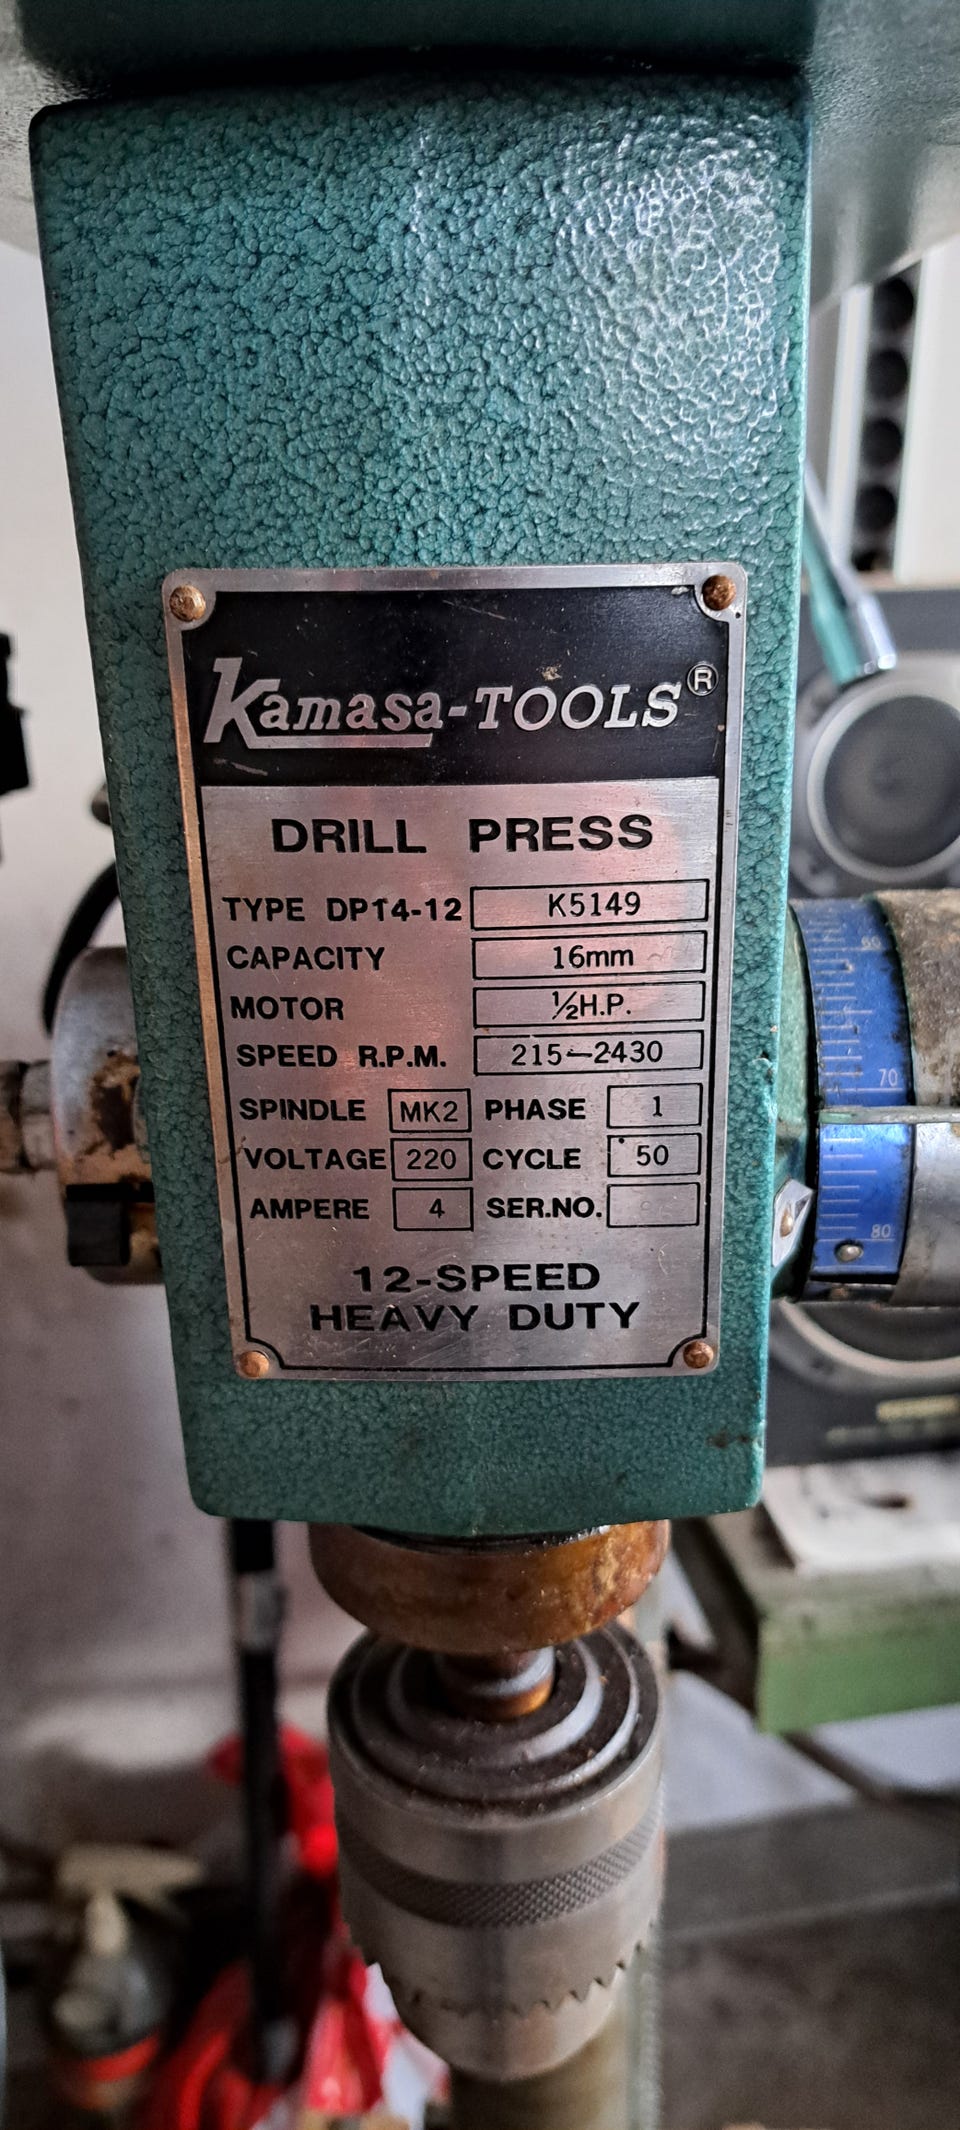 Kamasa-TOOLS®
DRILL PRESS
TYPE DP14-12 K5149
CAPACITY 16mm
MOTOR ½H.P.
SPEED R.P.M. 215-2430
SPINDLE MK2 PHASE 1
VOLTAGE 220 CYCLE 50
AMPERE 4 SER.NO.
12-SPEED
HEAVY DUTY
60
70
80